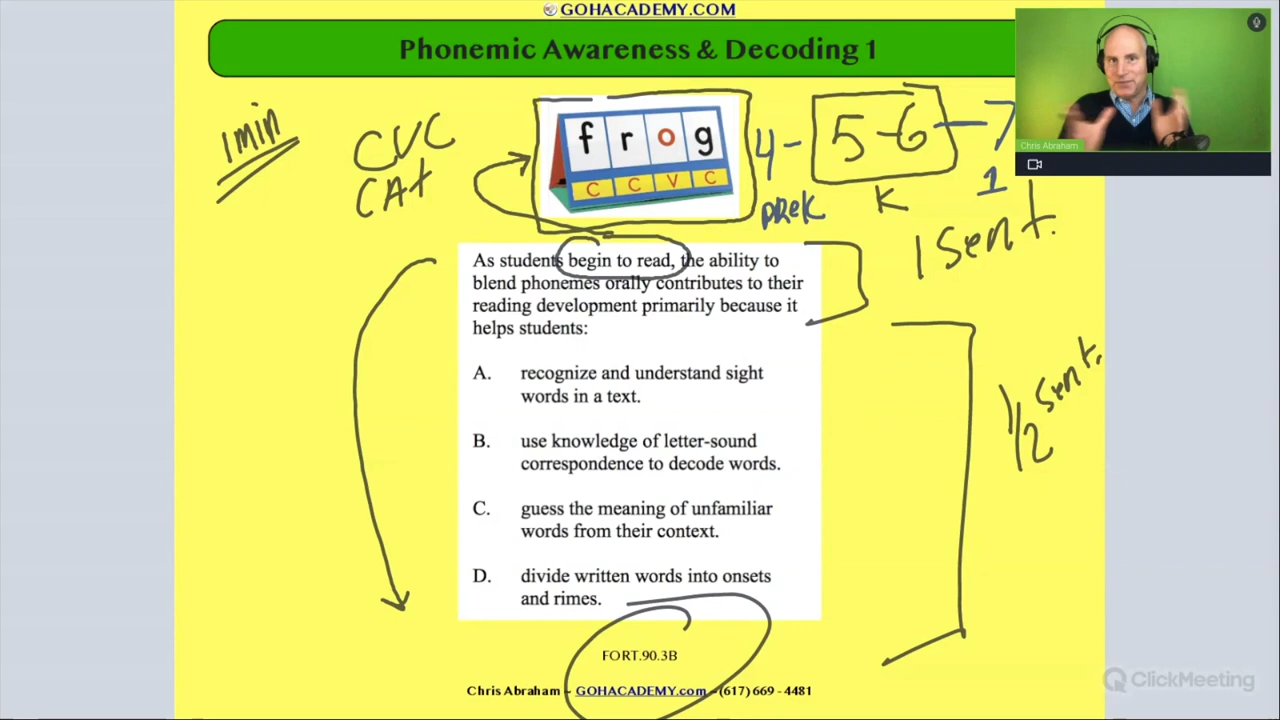 GOHACADEMY.COM
Phonemic Awareness & Decoding 1
1min
CVC
CAt
f r o g
C C V C
4 - 5-6 - 7
PREK K 1
1 Sent.
Chris Abraham
As students begin to read, the ability to
blend phonemes orally contributes to their
reading development primarily because it
helps students:
A. recognize and understand sight
words in a text.
B. use knowledge of letter-sound
correspondence to decode words.
C. guess the meaning of unfamiliar
words from their context.
D. divide written words into onsets
and rimes.
1/2 Sent.
FORT.90.3B
Chris Abraham ~ GOHACADEMY.com ~ (617) 669 - 4481
ClickMeeting